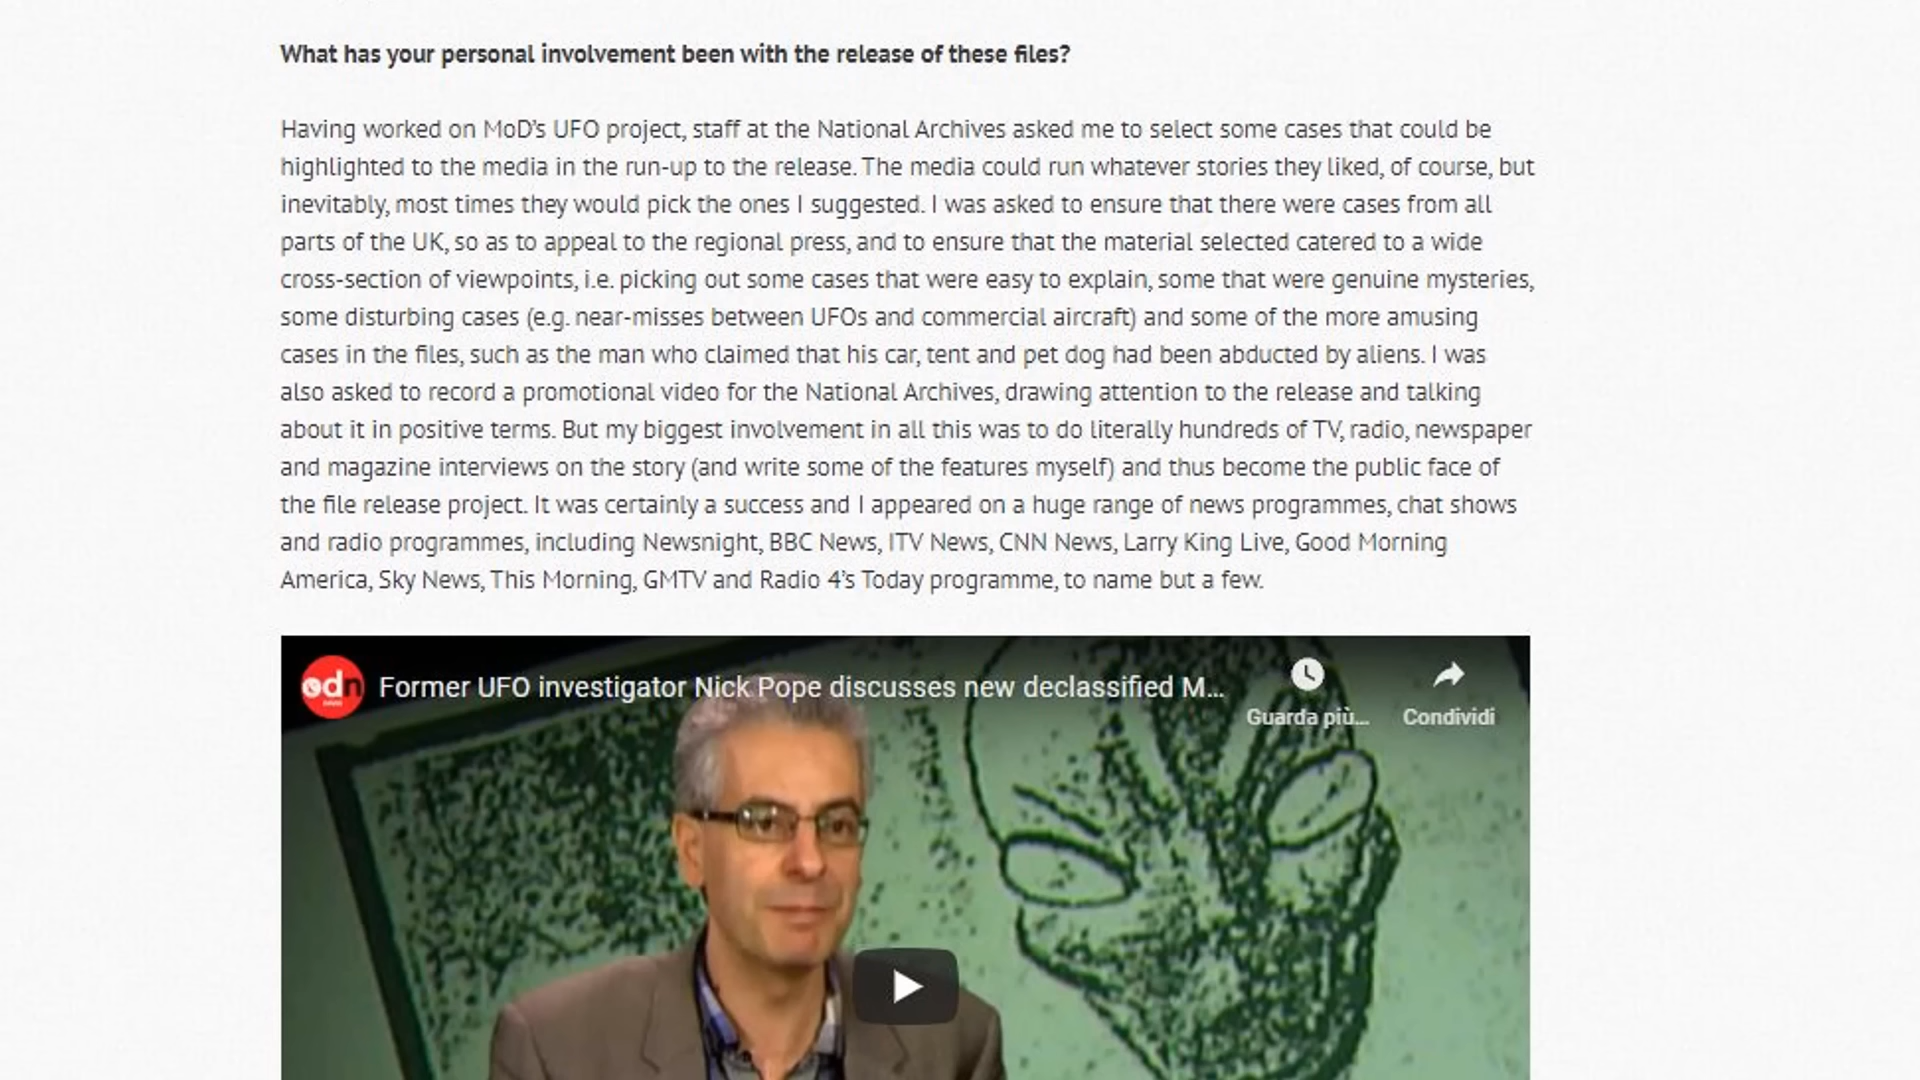 What has your personal involvement been with the release of these files?
Having worked on MoD’s UFO project, staff at the National Archives asked me to select some cases that could be
highlighted to the media in the run-up to the release. The media could run whatever stories they liked, of course, but
inevitably, most times they would pick the ones I suggested. I was asked to ensure that there were cases from all
parts of the UK, so as to appeal to the regional press, and to ensure that the material selected catered to a wide
cross-section of viewpoints, i.e. picking out some cases that were easy to explain, some that were genuine mysteries,
some disturbing cases (e.g. near-misses between UFOs and commercial aircraft) and some of the more amusing
cases in the files, such as the man who claimed that his car, tent and pet dog had been abducted by aliens. I was
also asked to record a promotional video for the National Archives, drawing attention to the release and talking
about it in positive terms. But my biggest involvement in all this was to do literally hundreds of TV, radio, newspaper
and magazine interviews on the story (and write some of the features myself) and thus become the public face of
the file release project. It was certainly a success and I appeared on a huge range of news programmes, chat shows
and radio programmes, including Newsnight, BBC News, ITV News, CNN News, Larry King Live, Good Morning
America, Sky News, This Morning, GMTV and Radio 4’s Today programme, to name but a few.
odn
Former UFO investigator Nick Pope discusses new declassified M...
Guarda più...
Condividi